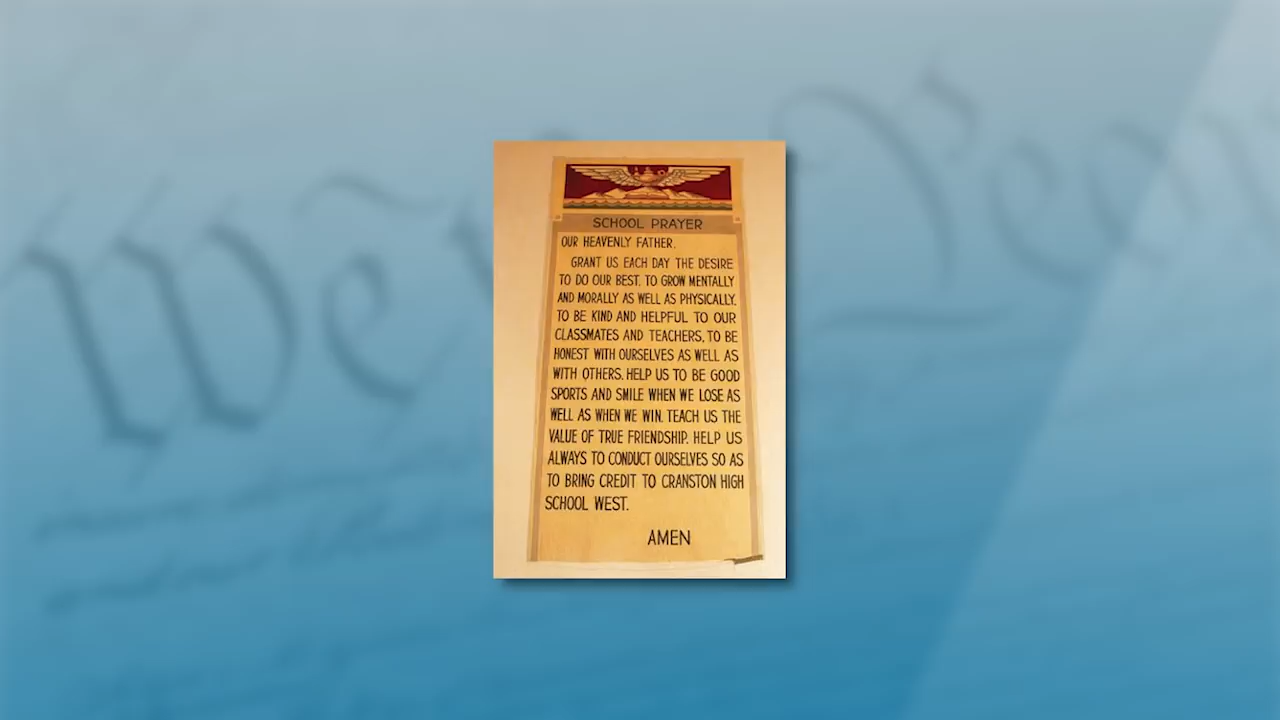 We the People
SCHOOL PRAYER
OUR HEAVENLY FATHER,
GRANT US EACH DAY THE DESIRE
TO DO OUR BEST, TO GROW MENTALLY
AND MORALLY AS WELL AS PHYSICALLY,
TO BE KIND AND HELPFUL TO OUR
CLASSMATES AND TEACHERS, TO BE
HONEST WITH OURSELVES AS WELL AS
WITH OTHERS. HELP US TO BE GOOD
SPORTS AND SMILE WHEN WE LOSE AS
WELL AS WHEN WE WIN. TEACH US THE
VALUE OF TRUE FRIENDSHIP. HELP US
ALWAYS TO CONDUCT OURSELVES SO AS
TO BRING CREDIT TO CRANSTON HIGH
SCHOOL WEST.
AMEN